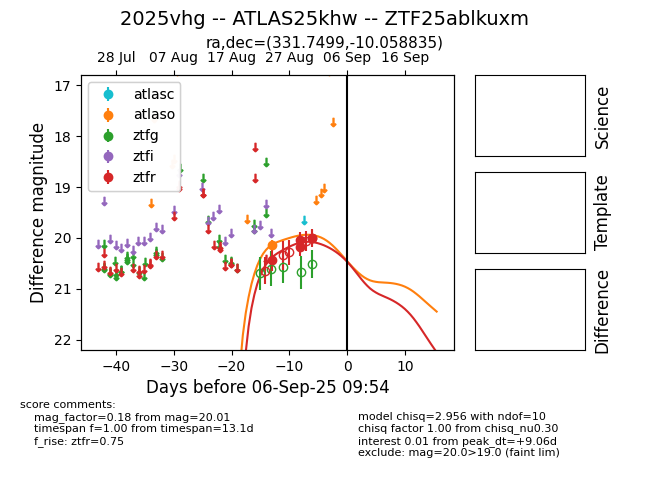 2025vhg -- ATLAS25khw -- ZTF25ablkuxm
ra,dec=(331.7499,-10.058835)
28 Jul 07 Aug 17 Aug 27 Aug 06 Sep 16 Sep
17
18
19
20
21
22
Difference magnitude
atlasc
atlaso
ztfg
ztfi
ztfr
−40 −30 −20 −10 0 10
Days before 06-Sep-25 09:54
Science
Template
Difference
score comments:
mag_factor=0.18 from mag=20.01
timespan f=1.00 from timespan=13.1d
f_rise: ztfr=0.75
model chisq=2.956 with ndof=10
chisq factor 1.00 from chisq_nu0.30
interest 0.01 from peak_dt=+9.06d
exclude: mag=20.0>19.0 (faint lim)